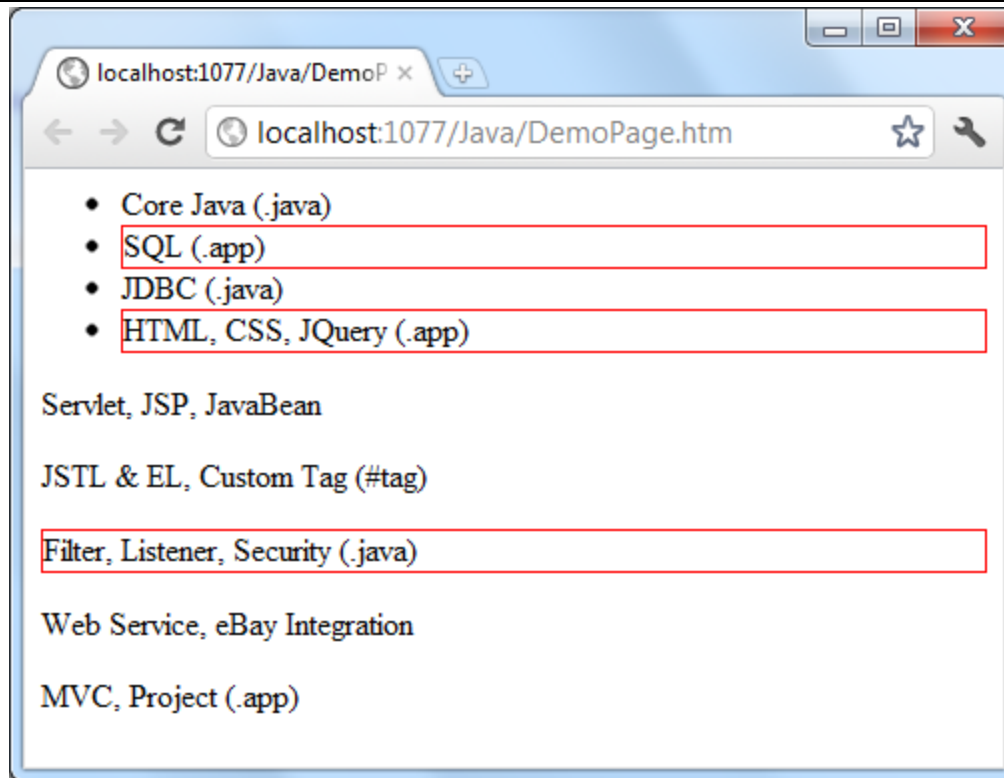 localhost:1077/Java/DemoP
localhost:1077/Java/DemoPage.htm
Core Java (.java)
SQL (.app)
JDBC (.java)
HTML, CSS, JQuery (.app)
Servlet, JSP, JavaBean
JSTL & EL, Custom Tag (#tag)
Filter, Listener, Security (.java)
Web Service, eBay Integration
MVC, Project (.app)